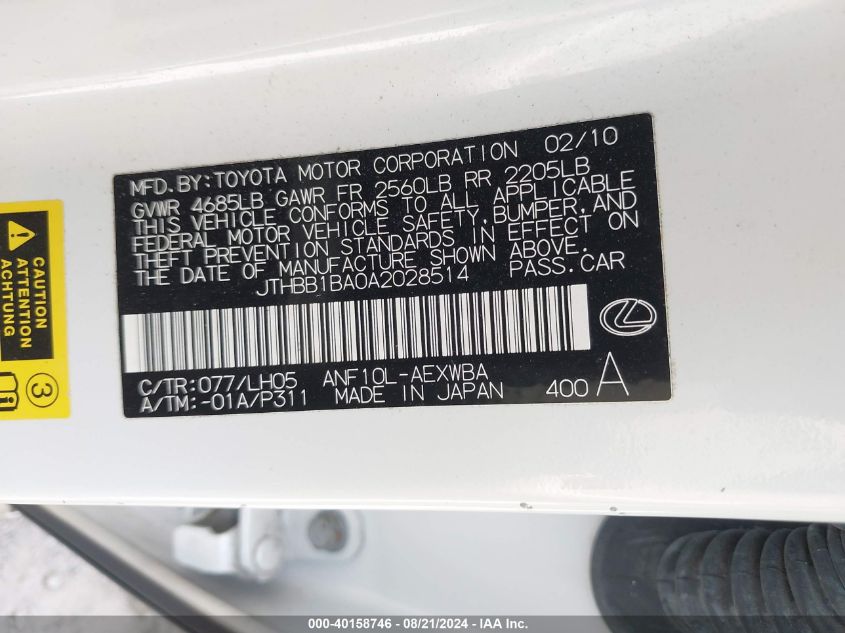 MFD.BY:TOYOTA MOTOR CORPORATION 02/10
GVWR 4685LB GAWR FR 2560LB RR 2205LB
THIS VEHICLE CONFORMS TO ALL APPLICABLE
FEDERAL MOTOR VEHICLE SAFETY,BUMPER,AND
THEFT PREVENTION STANDARDS IN EFFECT ON
THE DATE OF MANUFACTURE SHOWN ABOVE.
JTHBB1BA0A2028514 PASS.CAR
C/TR:077/LH05 ANF10L-AEXWBA
A/TM:-01A/P311 MADE IN JAPAN 400 A
CAUTION
ATTENTION
ACHTUNG
3
000-40158746 - 08/21/2024 - IAA Inc.